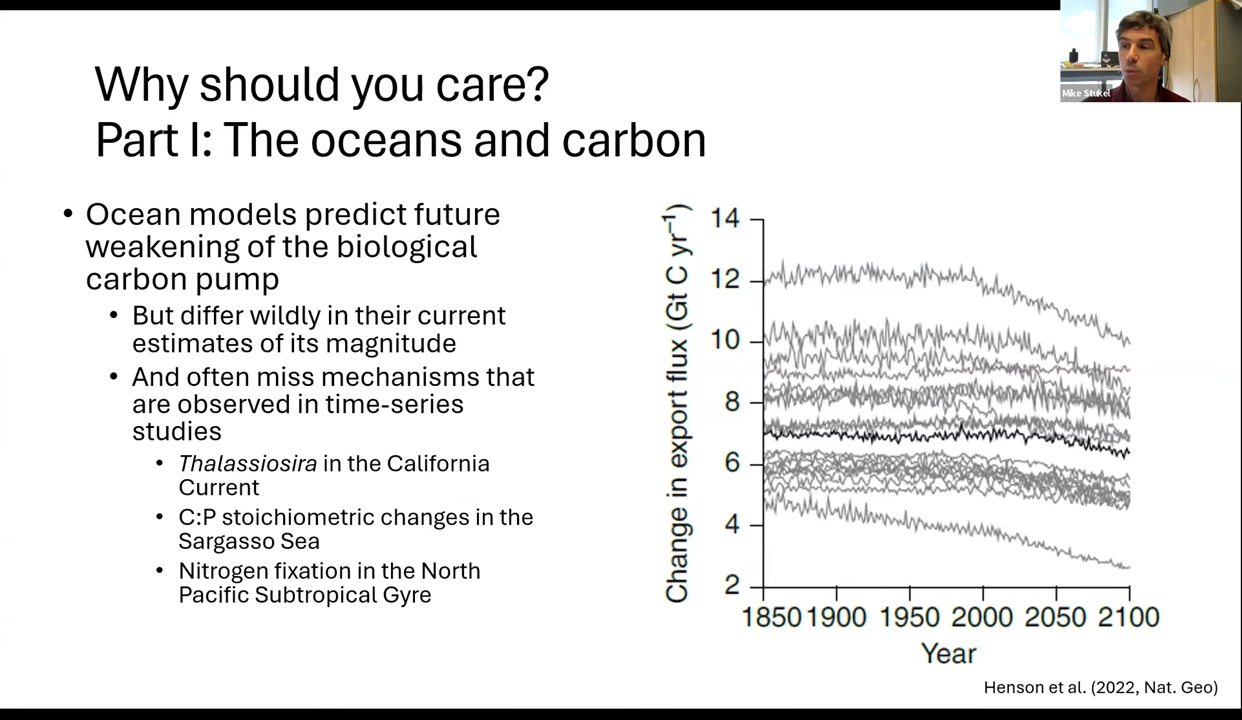 Why should you care?
Part I: The oceans and carbon
Mike Stukel
• Ocean models predict future
weakening of the biological
carbon pump
• But differ wildly in their current
estimates of its magnitude
• And often miss mechanisms that
are observed in time-series
studies
• Thalassiosira in the California
Current
• C:P stoichiometric changes in the
Sargasso Sea
• Nitrogen fixation in the North
Pacific Subtropical Gyre
Change in export flux (Gt C yr⁻¹)
14
12
10
8
6
4
2
1850 1900 1950 2000 2050 2100
Year
Henson et al. (2022, Nat. Geo)